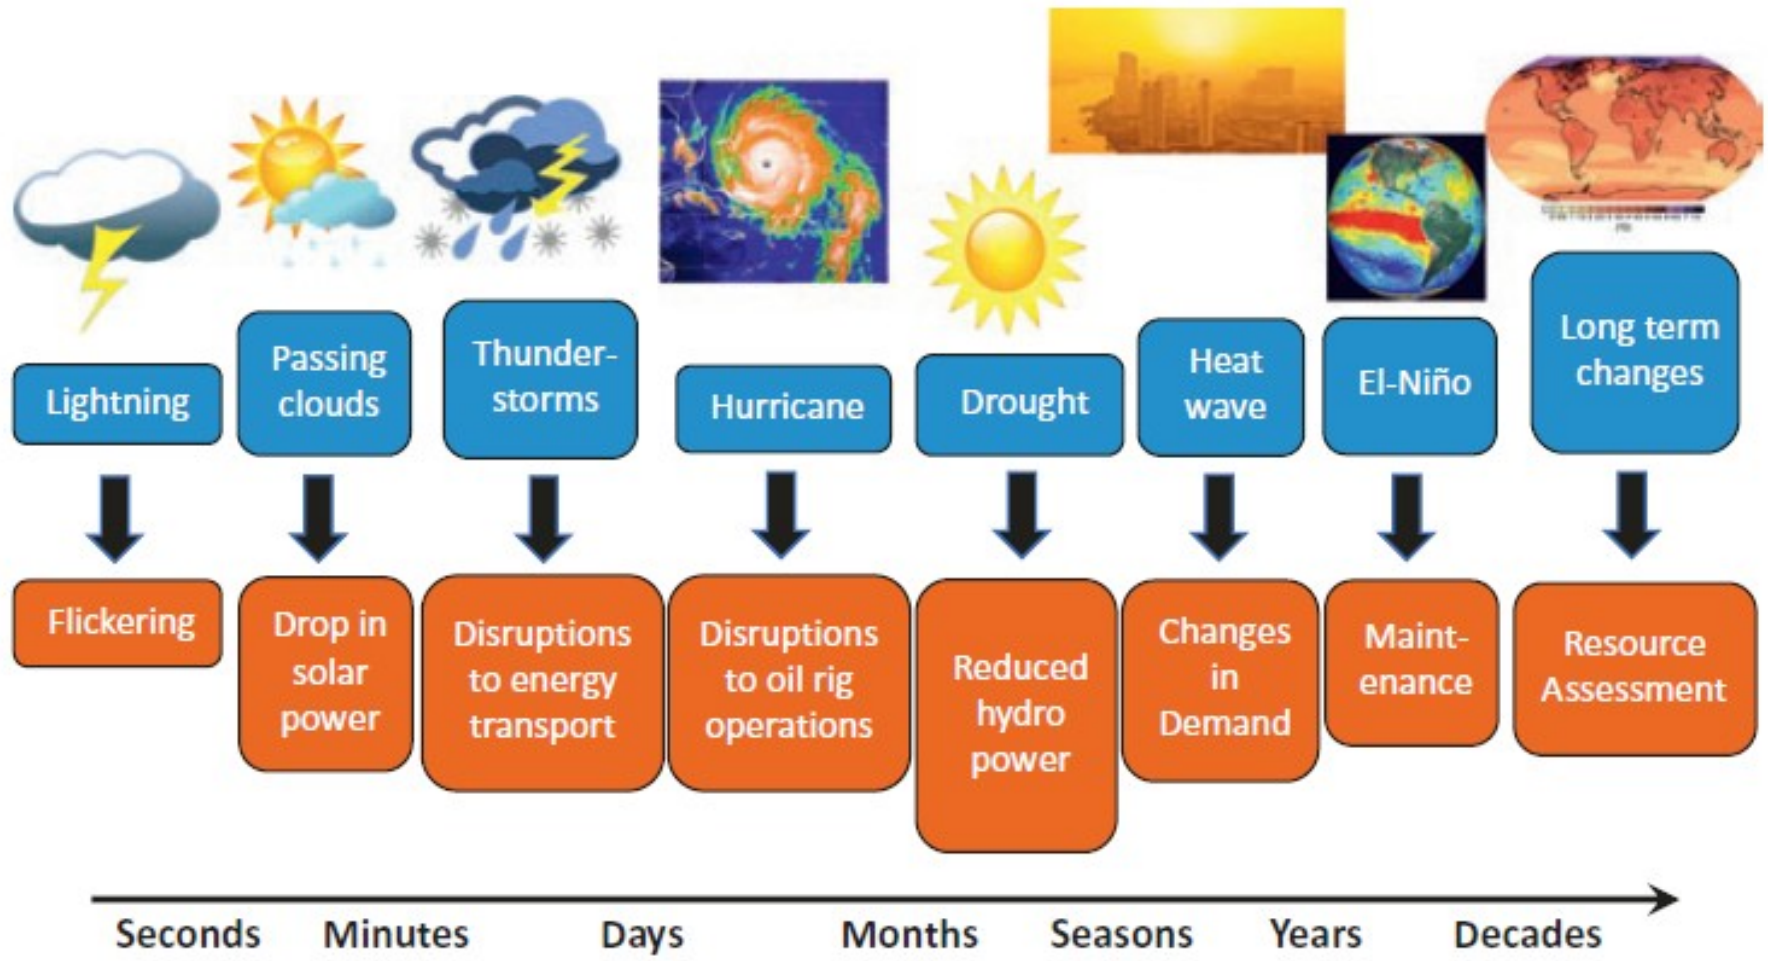 Lightning
Passing
clouds
Thunder-
storms
Hurricane
Drought
Heat
wave
El-Niño
Long term
changes
Flickering
Drop in
solar
power
Disruptions
to energy
transport
Disruptions
to oil rig
operations
Reduced
hydro
power
Changes
in
Demand
Maint-
enance
Resource
Assessment
Seconds Minutes Days Months Seasons Years Decades